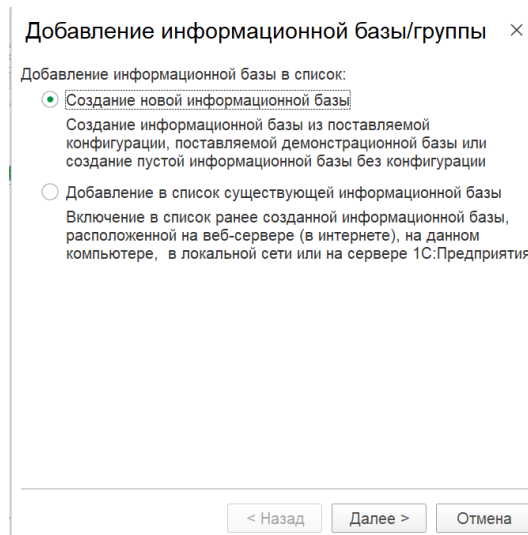 Добавление информационной базы/группы
Добавление информационной базы в список:
Создание новой информационной базы
Создание информационной базы из поставляемой
конфигурации, поставляемой демонстрационной базы или
создание пустой информационной базы без конфигурации
Добавление в список существующей информационной базы
Включение в список ранее созданной информационной базы,
расположенной на веб-сервере (в интернете), на данном
компьютере, в локальной сети или на сервере 1С:Предприятия
< Назад Далее > Отмена